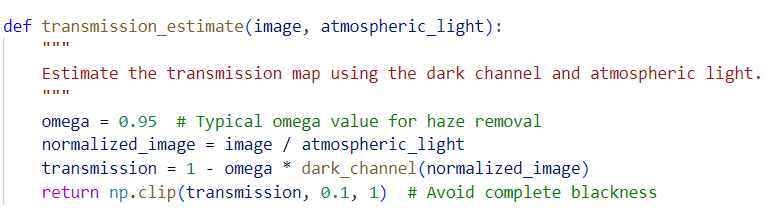 def transmission_estimate(image, atmospheric_light):
    """
    Estimate the transmission map using the dark channel and atmospheric light.
    """
    omega = 0.95  # Typical omega value for haze removal
    normalized_image = image / atmospheric_light
    transmission = 1 - omega * dark_channel(normalized_image)
    return np.clip(transmission, 0.1, 1)  # Avoid complete blackness